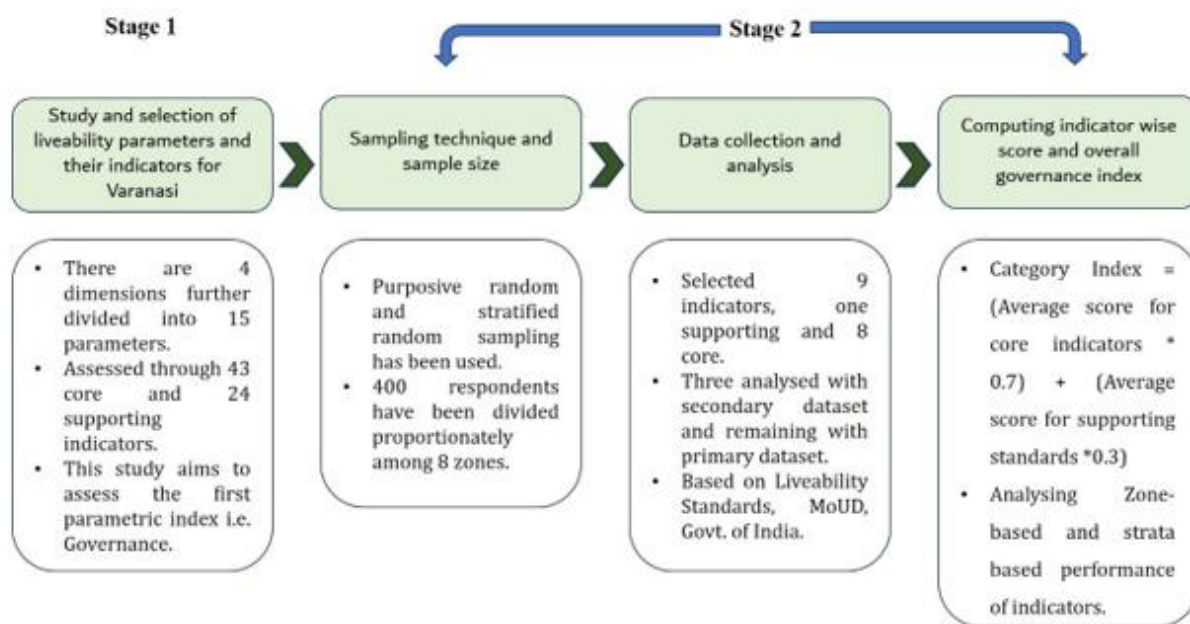 Stage 1
Stage 2
Study and selection of
liveability parameters and
their indicators for
Varanasi
Sampling technique and
sample size
Data collection and
analysis
Computing indicator wise
score and overall
governance index
• There are 4
dimensions further
divided into 15
parameters.
• Assessed through 43
core and 24
supporting
indicators.
• This study aims to
assess the first
parametric index i.e.
Governance.
• Purposive random
and stratified
random sampling
has been used.
• 400 respondents
have been divided
proportionately
among 8 zones.
• Selected 9
indicators, one
supporting and 8
core.
• Three analysed with
secondary dataset
and remaining with
primary dataset.
• Based on Liveability
Standards, MoUD,
Govt. of India.
• Category Index =
(Average score for
core indicators *
0.7) + (Average
score for supporting
standards *0.3)
• Analysing Zone-
based and strata
based performance
of indicators.